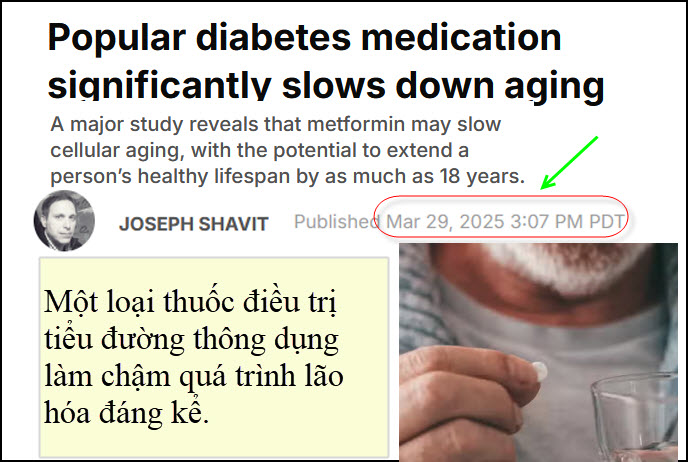 Popular diabetes medication
significantly slows down aging
A major study reveals that metformin may slow
cellular aging, with the potential to extend a
person's healthy lifespan by as much as 18 years.
JOSEPH SHAVIT Published Mar 29, 2025 3:07 PM PDT
Một loại thuốc điều trị
tiểu đường thông dụng
làm chậm quá trình lão
hóa đáng kể.